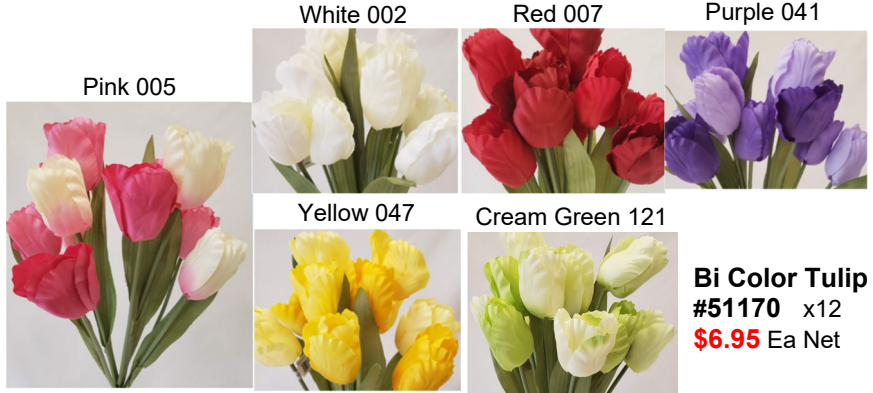 White 002
Red 007
Purple 041
Pink 005
Yellow 047
Cream Green 121
Bi Color Tulip
#51170 x12
$6.95 Ea Net